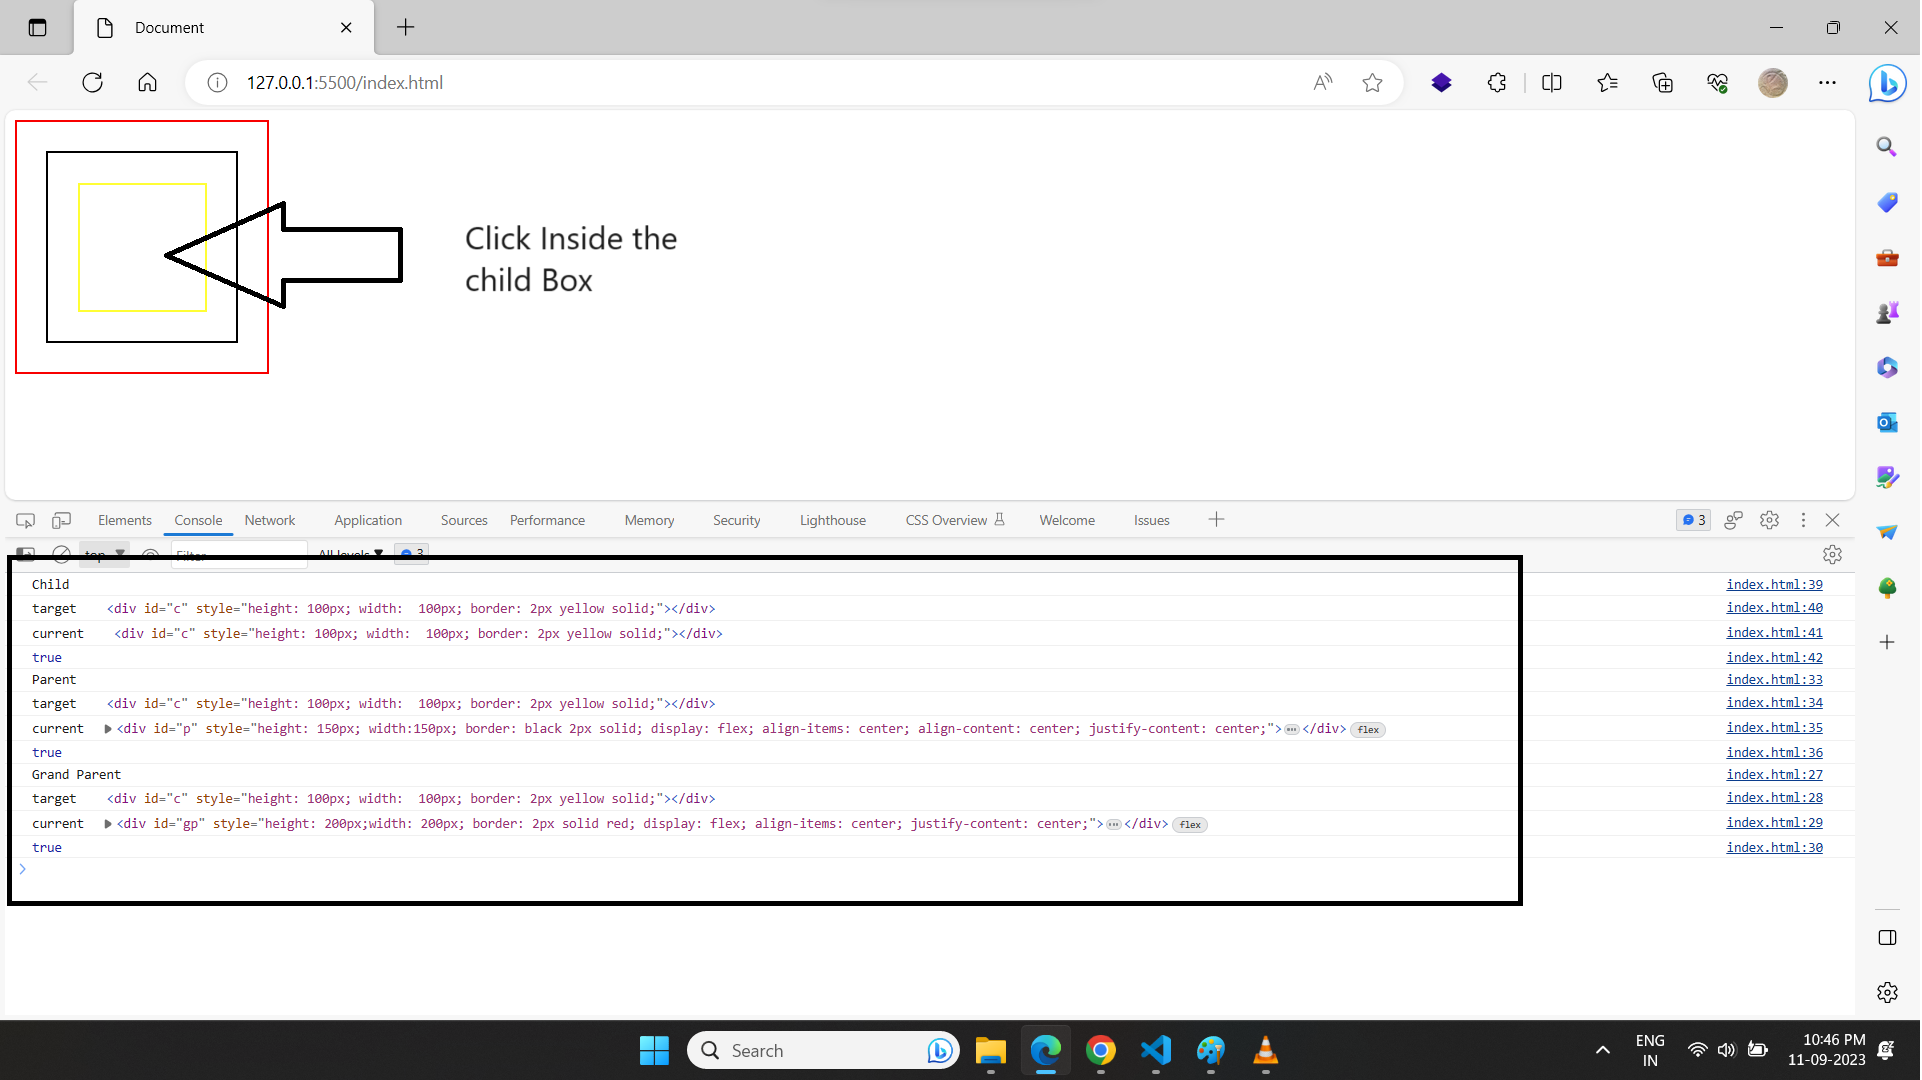 Document
127.0.0.1:5500/index.html
Click Inside the
child Box
Elements Console Network Application Sources Performance Memory Security Lighthouse CSS Overview Welcome Issues 3
top Filter All levels 3
Child index.html:39
target <div id="c" style="height: 100px; width:  100px; border: 2px yellow solid;"></div> index.html:40
current <div id="c" style="height: 100px; width:  100px; border: 2px yellow solid;"></div> index.html:41
true index.html:42
Parent index.html:33
target <div id="c" style="height: 100px; width:  100px; border: 2px yellow solid;"></div> index.html:34
current <div id="p" style="height: 150px; width:150px; border: black 2px solid; display: flex; align-items: center; align-content: center; justify-content: center;">…</div> flex index.html:35
true index.html:36
Grand Parent index.html:27
target <div id="c" style="height: 100px; width:  100px; border: 2px yellow solid;"></div> index.html:28
current <div id="gp" style="height: 200px;width: 200px; border: 2px solid red; display: flex; align-items: center; justify-content: center;">…</div> flex index.html:29
true index.html:30
Search
ENG
IN
10:46 PM
11-09-2023